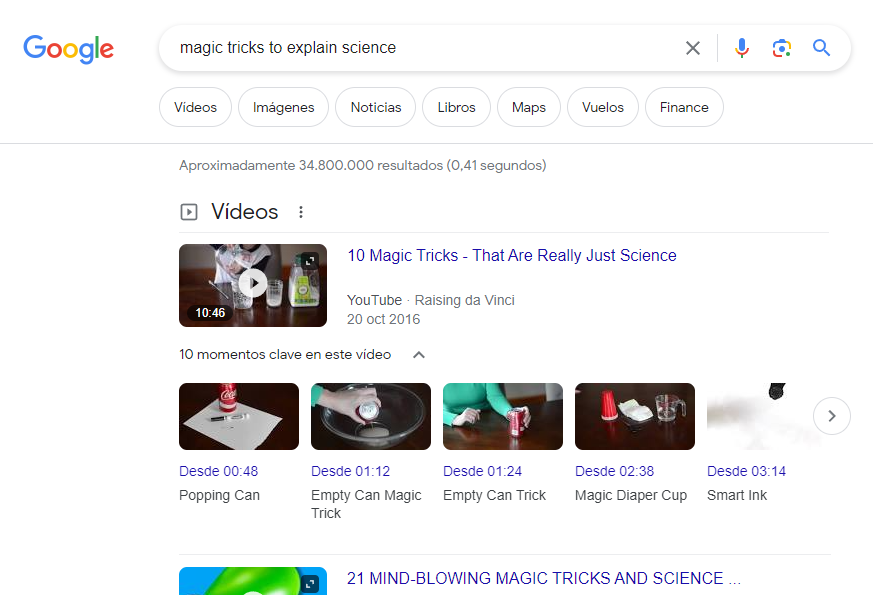 Google
magic tricks to explain science
Vídeos
Imágenes
Noticias
Libros
Maps
Vuelos
Finance
Aproximadamente 34.800.000 resultados (0,41 segundos)
Vídeos
10:46
10 Magic Tricks - That Are Really Just Science
YouTube · Raising da Vinci
20 oct 2016
10 momentos clave en este vídeo
Desde 00:48
Popping Can
Desde 01:12
Empty Can Magic
Trick
Desde 01:24
Empty Can Trick
Desde 02:38
Magic Diaper Cup
Desde 03:14
Smart Ink
21 MIND-BLOWING MAGIC TRICKS AND SCIENCE ...